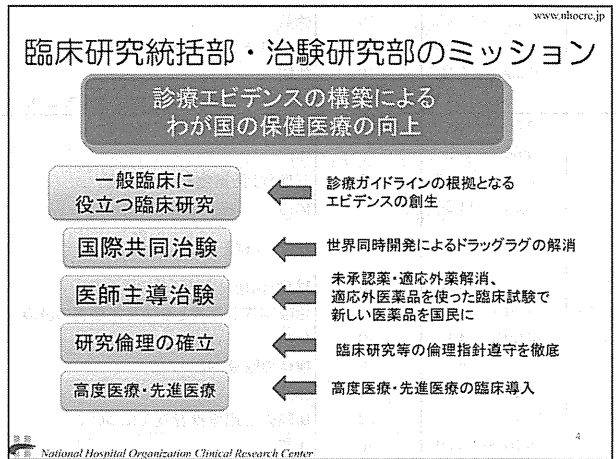 www.nhocrc.jp
臨床研究統括部・治験研究部のミッション
診療エビデンスの構築による
わが国の保健医療の向上
一般臨床に
役立つ臨床研究
診療ガイドラインの根拠となる
エビデンスの創生
国際共同治験
世界同時開発によるドラッグラグの解消
医師主導治験
未承認薬・適応外薬解消、
適応外医薬品を使った臨床試験で
新しい医薬品を国民に
研究倫理の確立
臨床研究等の倫理指針遵守を徹底
高度医療・先進医療
高度医療・先進医療の臨床導入
4
National Hospital Organization Clinical Research Center